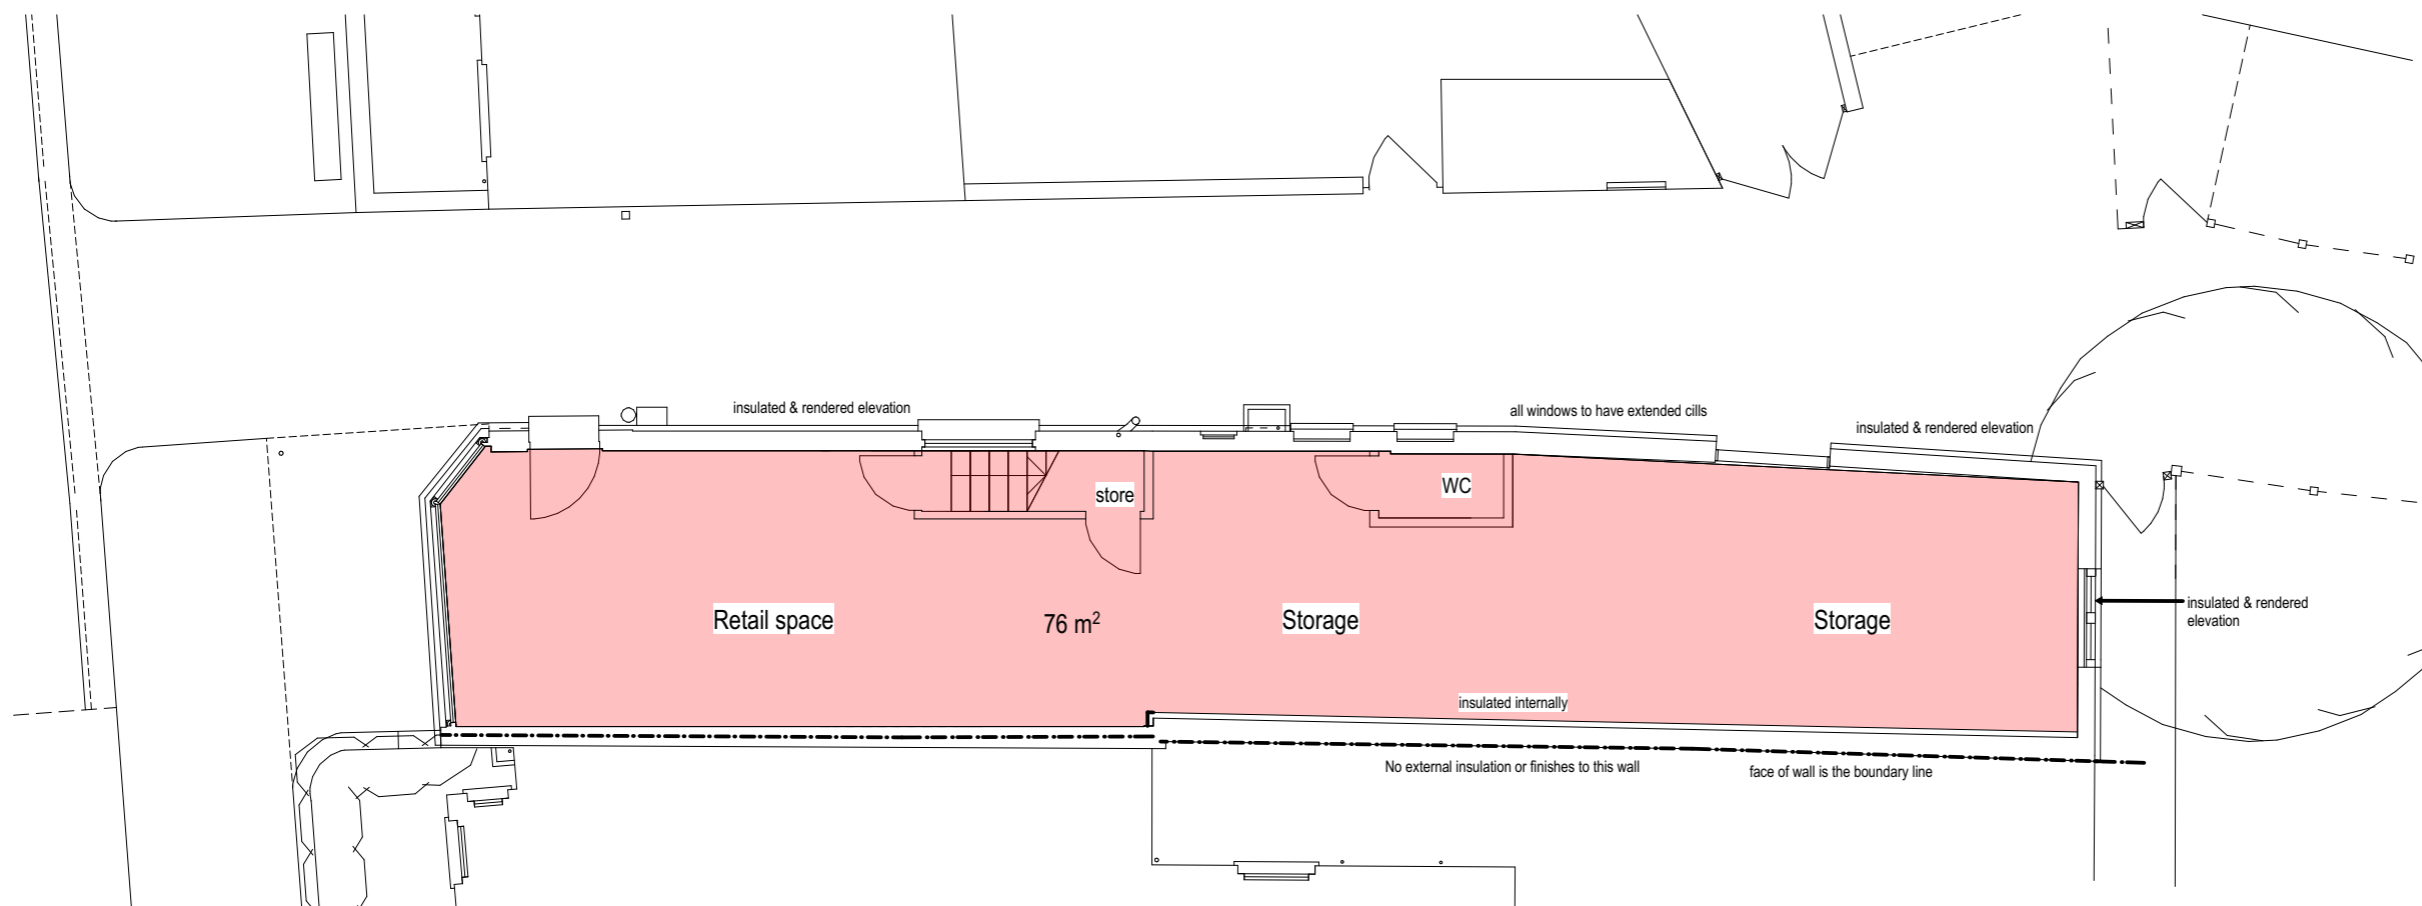 insulated & rendered elevation
all windows to have extended cills
insulated & rendered elevation
store
WC
Retail space
76 m²
Storage
Storage
insulated & rendered
elevation
insulated internally
No external insulation or finishes to this wall
face of wall is the boundary line